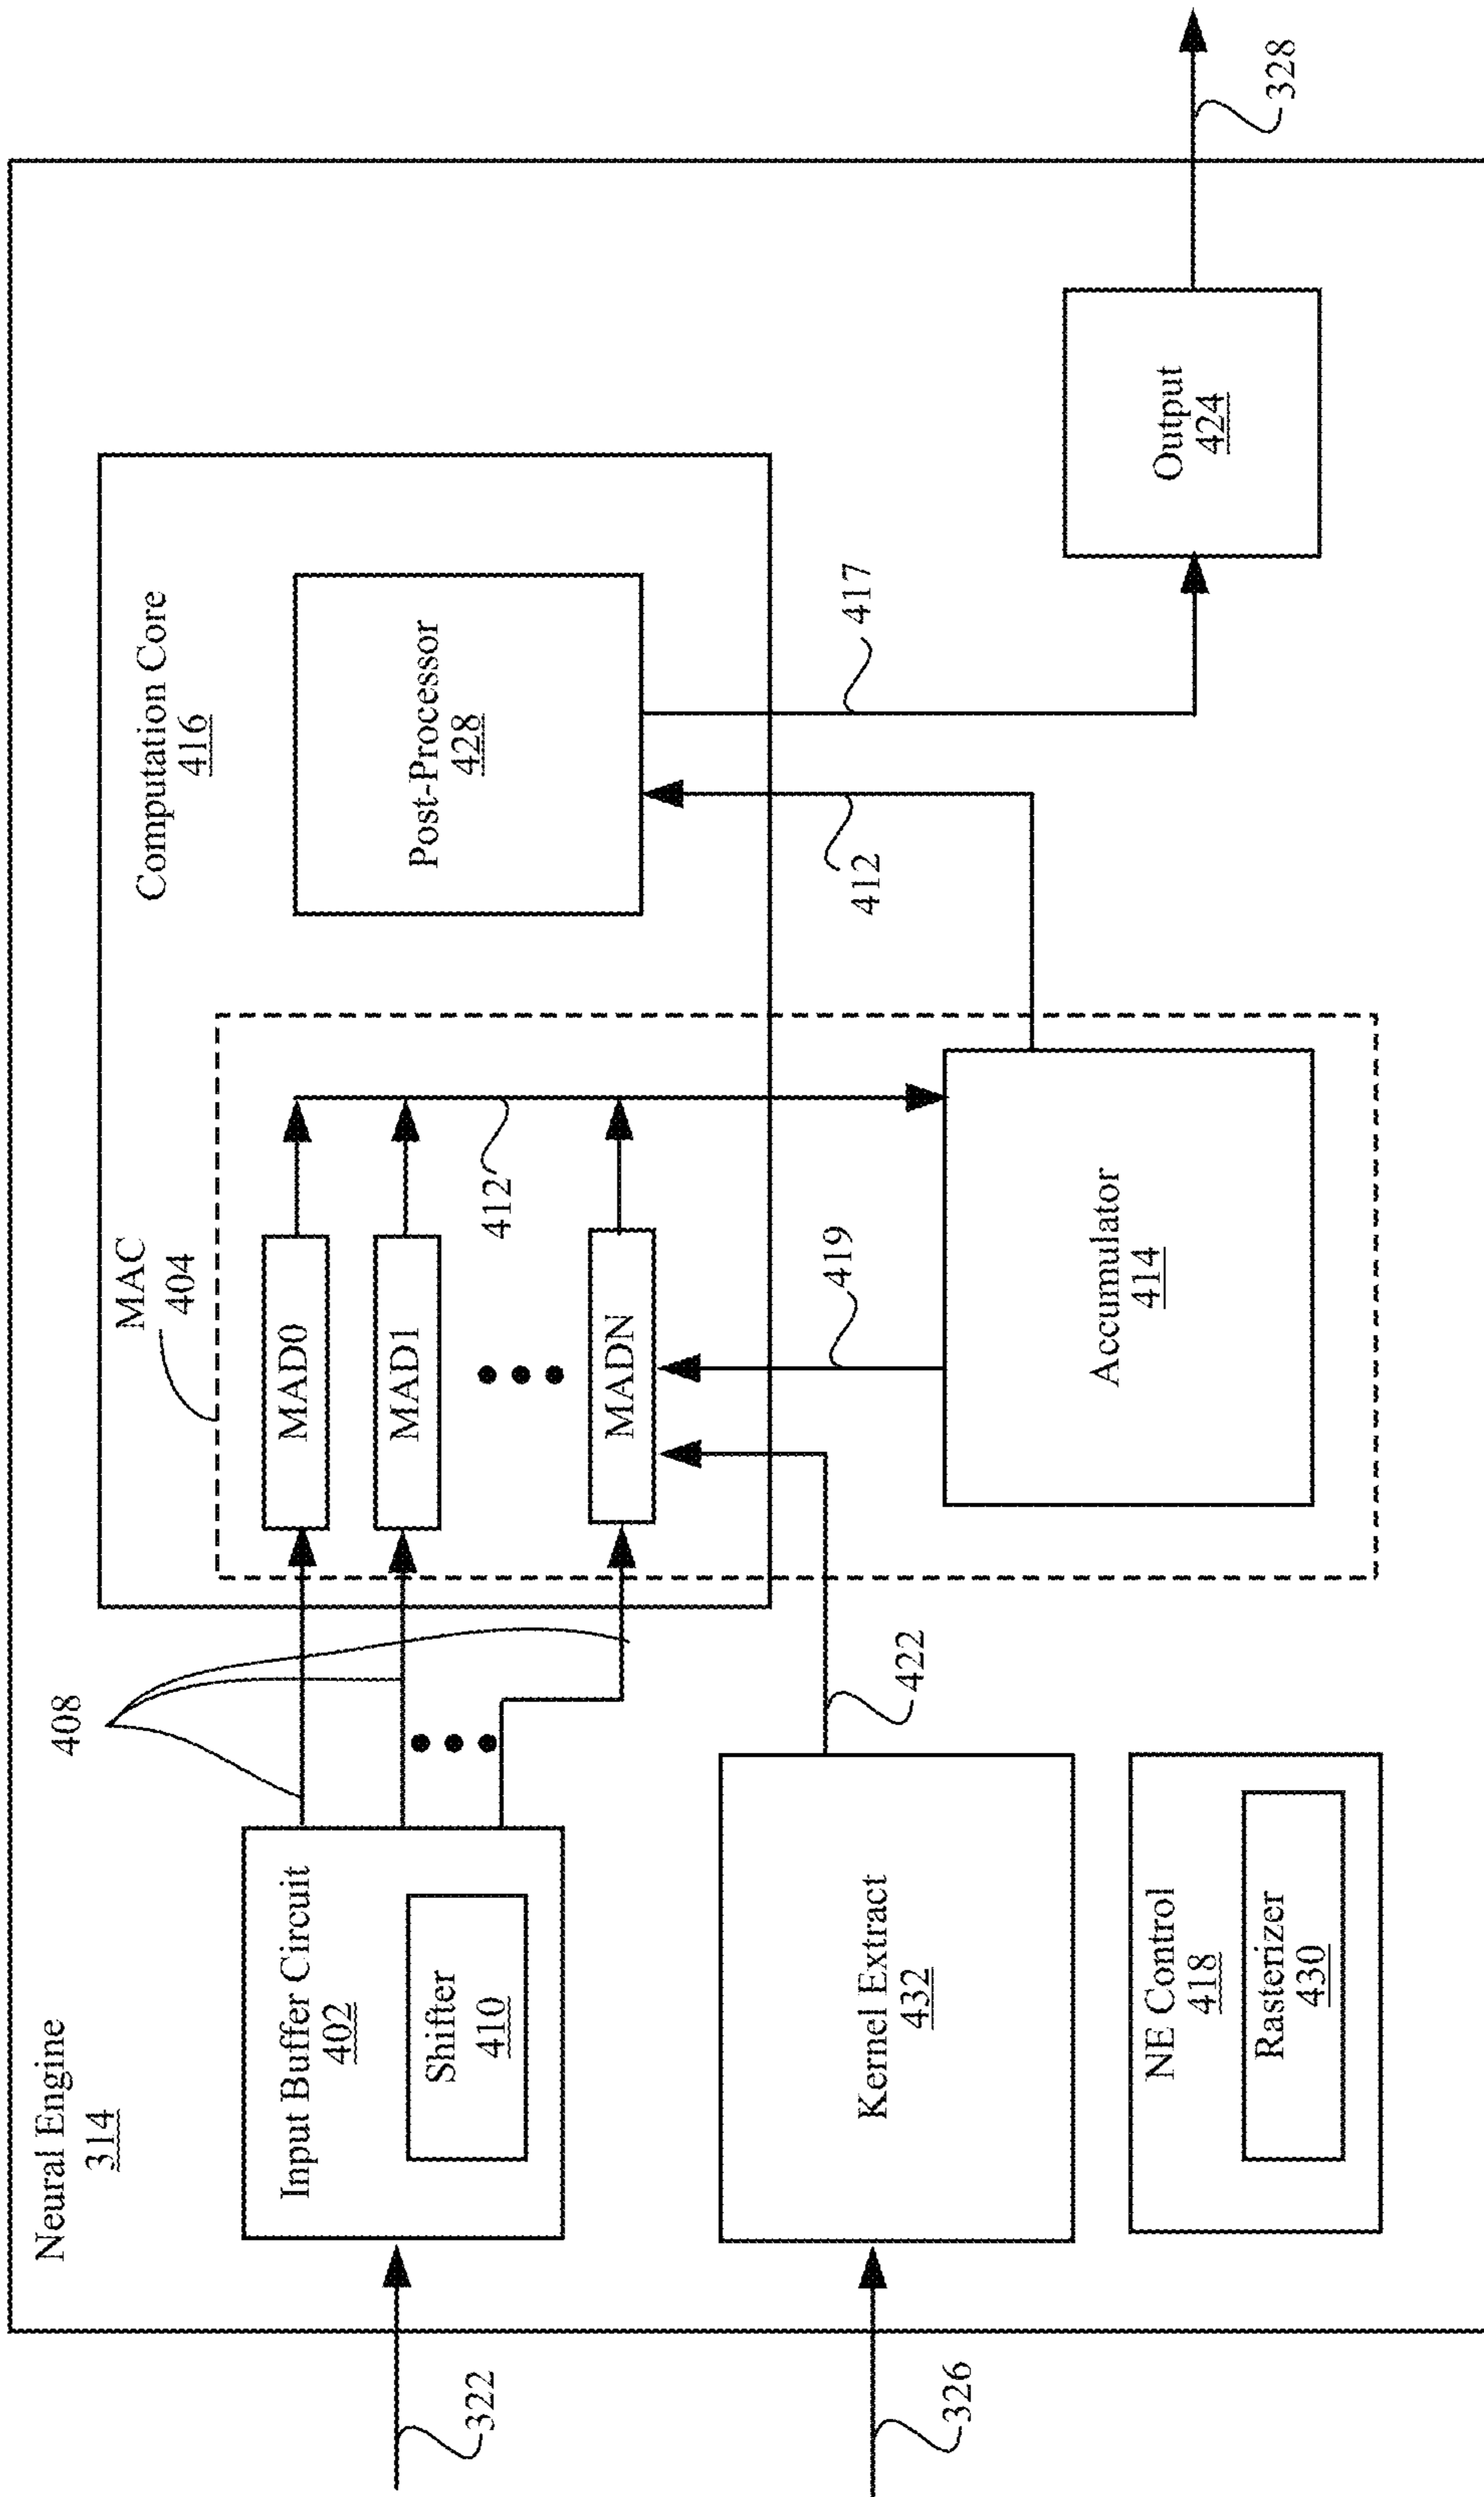 Neural Engine
314
408
MAC
404
Computation Core
416
Input Buffer Circuit
402
Shifter
410
MAD0
MAD1
MADN
412
Post-Processor
428
322
Kernel Extract
432
422
419
412
417
326
NE Control
418
Rasterizer
430
Accumulator
414
Output
424
328